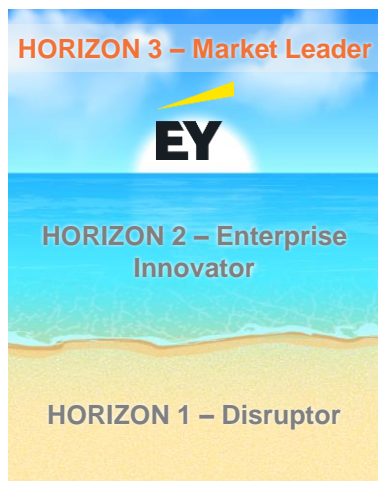 HORIZON 3 – Market Leader
EY
HORIZON 2 – Enterprise
Innovator
HORIZON 1 – Disruptor